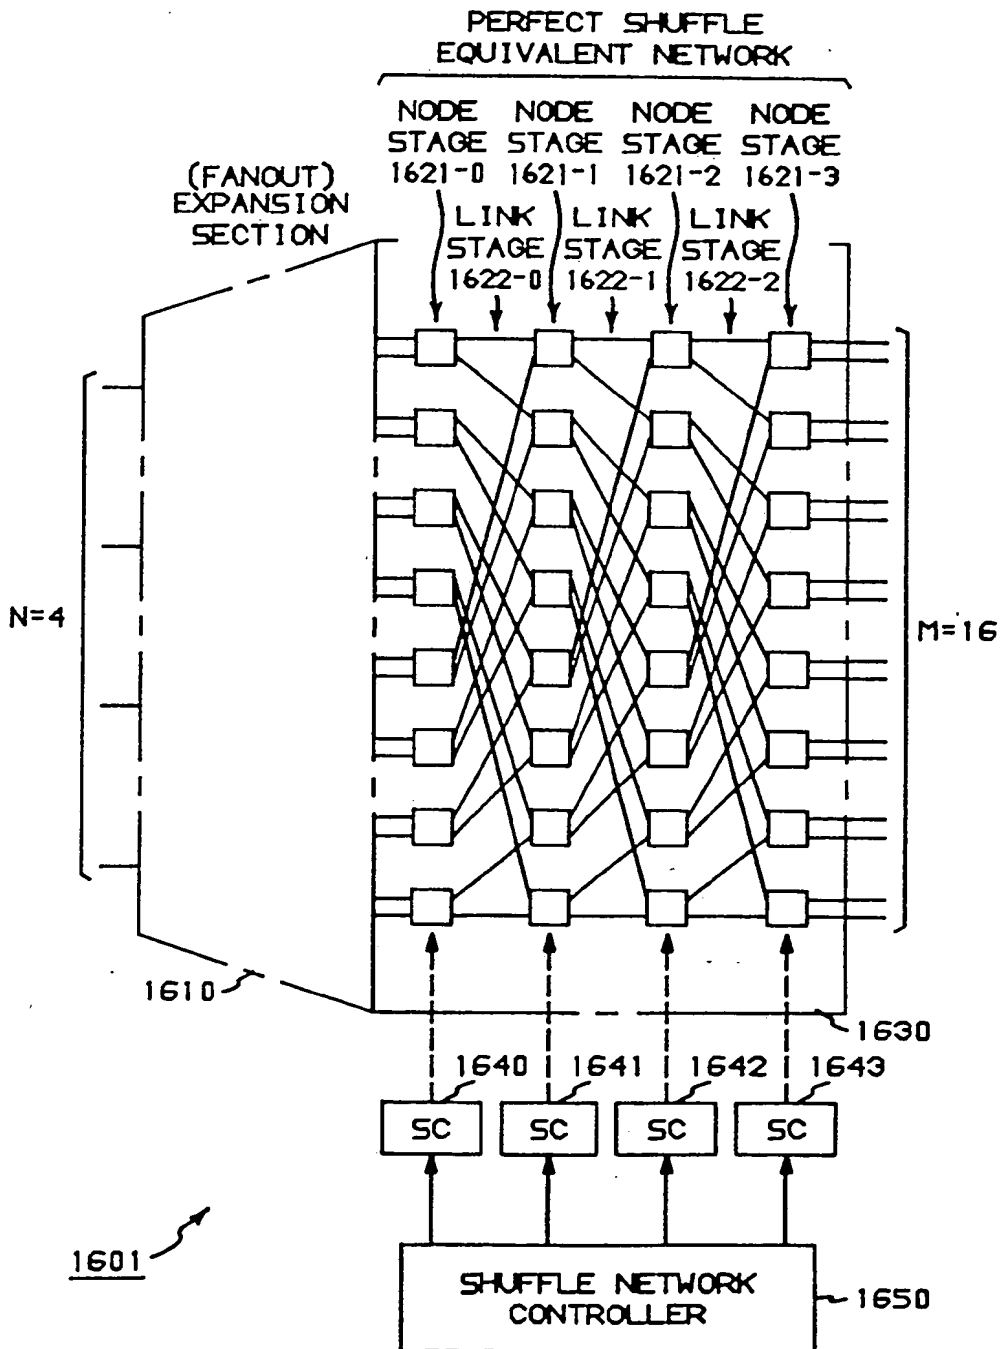 PERFECT SHUFFLE
EQUIVALENT NETWORK
NODE STAGE 1621-0
NODE STAGE 1621-1
NODE STAGE 1621-2
NODE STAGE 1621-3
(FANOUT)
EXPANSION
SECTION
LINK STAGE 1622-0
LINK STAGE 1622-1
LINK STAGE 1622-2
N=4
M=16
1610
1630
1640
1641
1642
1643
SC
SC
SC
SC
1601
SHUFFLE NETWORK
CONTROLLER
1650